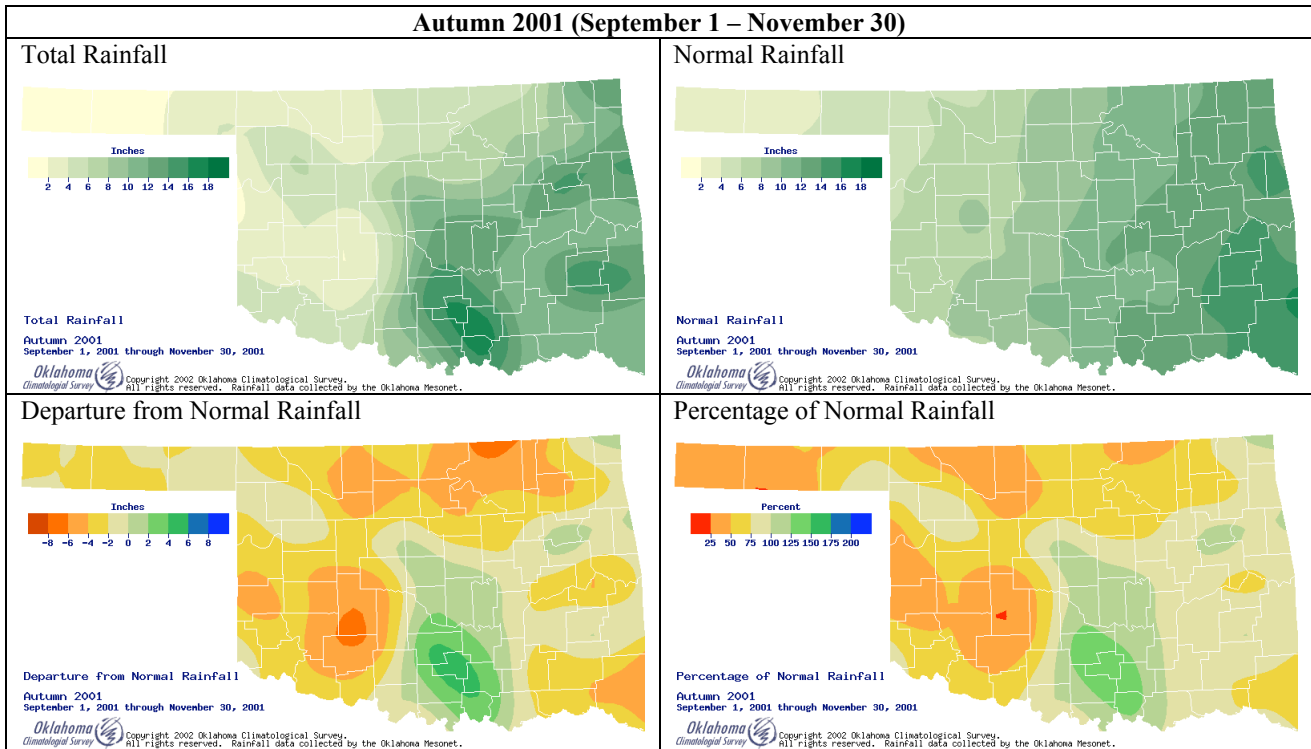 Autumn 2001 (September 1 – November 30)
Total Rainfall
Inches
2 4 6 8 10 12 14 16 18
Total Rainfall
Autumn 2001
September 1, 2001 through November 30, 2001
Oklahoma
Climatological Survey
Copyright 2002 Oklahoma Climatological Survey.
All rights reserved. Rainfall data collected by the Oklahoma Mesonet.
Normal Rainfall
Inches
2 4 6 8 10 12 14 16 18
Normal Rainfall
Autumn 2001
September 1, 2001 through November 30, 2001
Oklahoma
Climatological Survey
Copyright 2002 Oklahoma Climatological Survey.
All rights reserved. Rainfall data collected by the Oklahoma Mesonet.
Departure from Normal Rainfall
Inches
-8 -6 -4 -2 0 2 4 6 8
Departure from Normal Rainfall
Autumn 2001
September 1, 2001 through November 30, 2001
Oklahoma
Climatological Survey
Copyright 2002 Oklahoma Climatological Survey.
All rights reserved. Rainfall data collected by the Oklahoma Mesonet.
Percentage of Normal Rainfall
Percent
25 50 75 100 125 150 175 200
Percentage of Normal Rainfall
Autumn 2001
September 1, 2001 through November 30, 2001
Oklahoma
Climatological Survey
Copyright 2002 Oklahoma Climatological Survey.
All rights reserved. Rainfall data collected by the Oklahoma Mesonet.